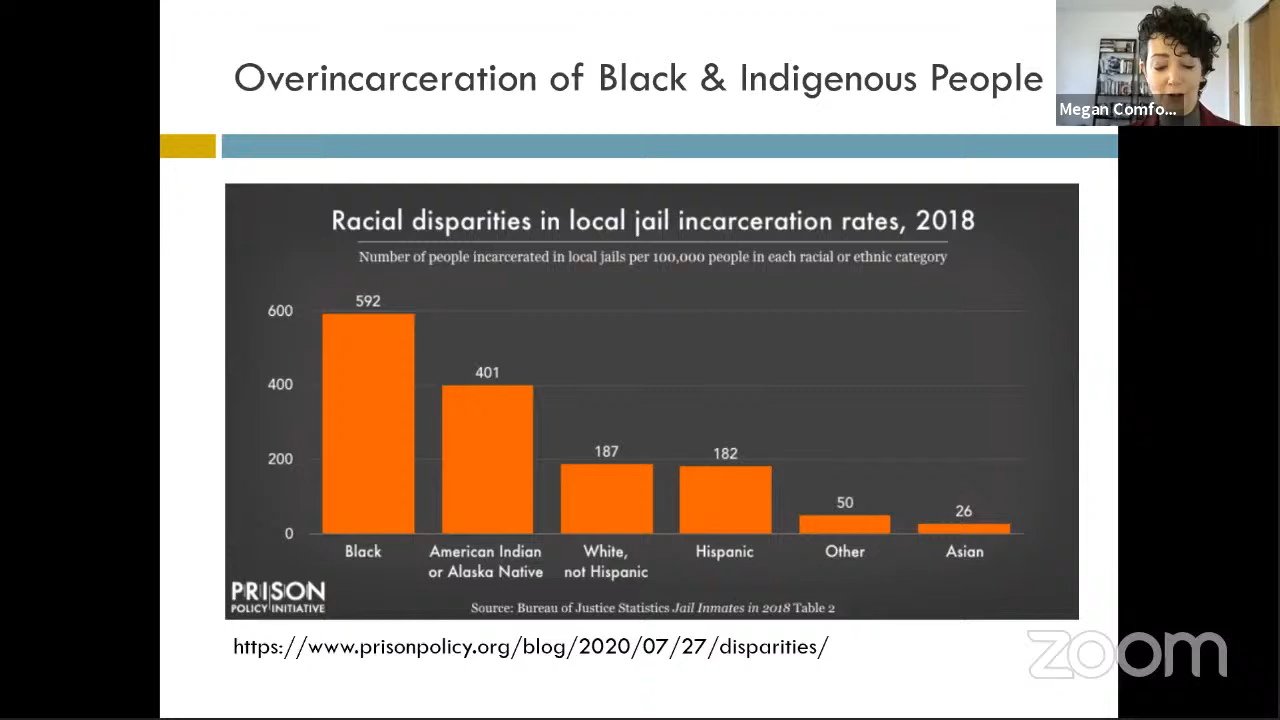 Overincarceration of Black & Indigenous People
Megan Comfo...
Racial disparities in local jail incarceration rates, 2018
Number of people incarcerated in local jails per 100,000 people in each racial or ethnic category
600
400
200
0
592
401
187
182
50
26
Black
American Indian
or Alaska Native
White,
not Hispanic
Hispanic
Other
Asian
PRISON
POLICY INITIATIVE
Source: Bureau of Justice Statistics Jail Inmates in 2018 Table 2
https://www.prisonpolicy.org/blog/2020/07/27/disparities/
zoom